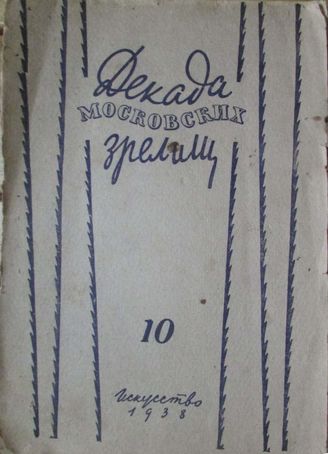 Декада
МОСКОВСКИХ
зрелищ
10
Искусство
1938